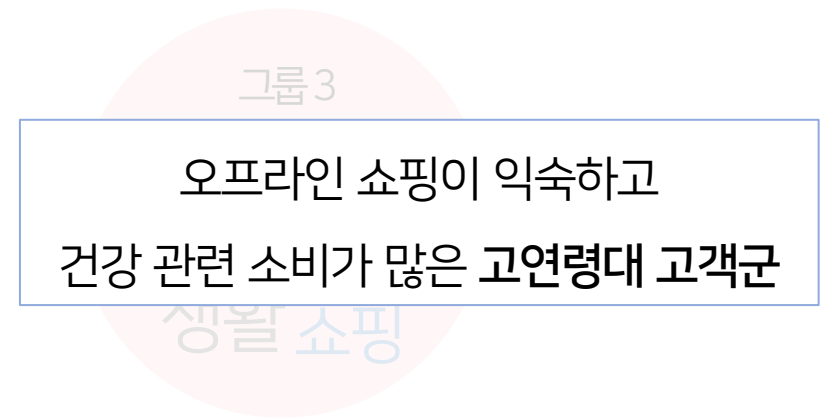 그룹 3
오프라인 쇼핑이 익숙하고
건강 관련 소비가 많은 고연령대 고객군
생활 쇼핑